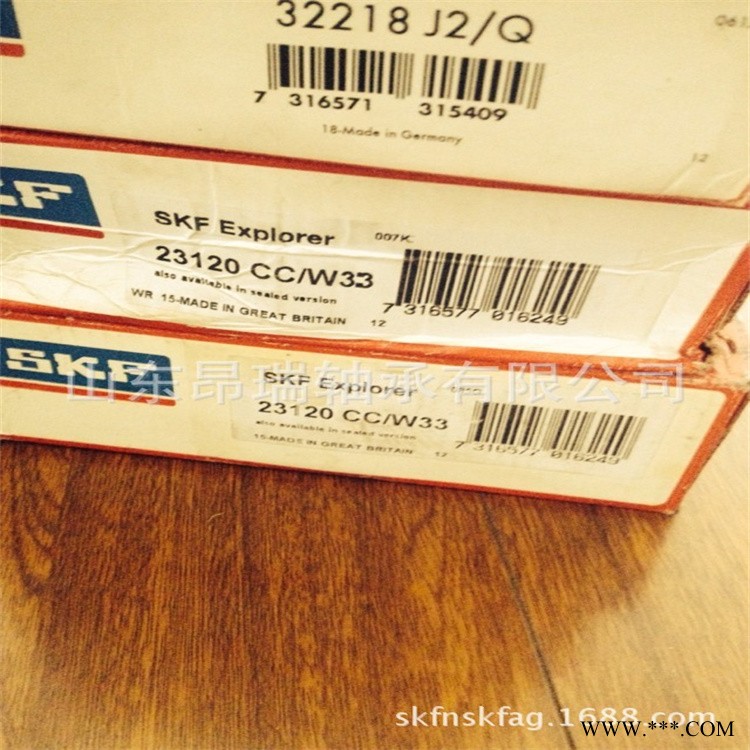 32218 J2/Q
7 316571 315409
18-Made in Germany
12
SKF
SKF Explorer
007K
23120 CC/W33
also available in sealed version
WR 15-MADE IN GREAT BRITAIN 12
7 316577 016249
SKF
山东昂瑞轴承有限公司
SKF Explorer
23120 CC/W33
also available in sealed version
15-MADE IN GREAT BRITAIN 12
7 316577 016249
skfnskfag.1688.com
www.***.COM